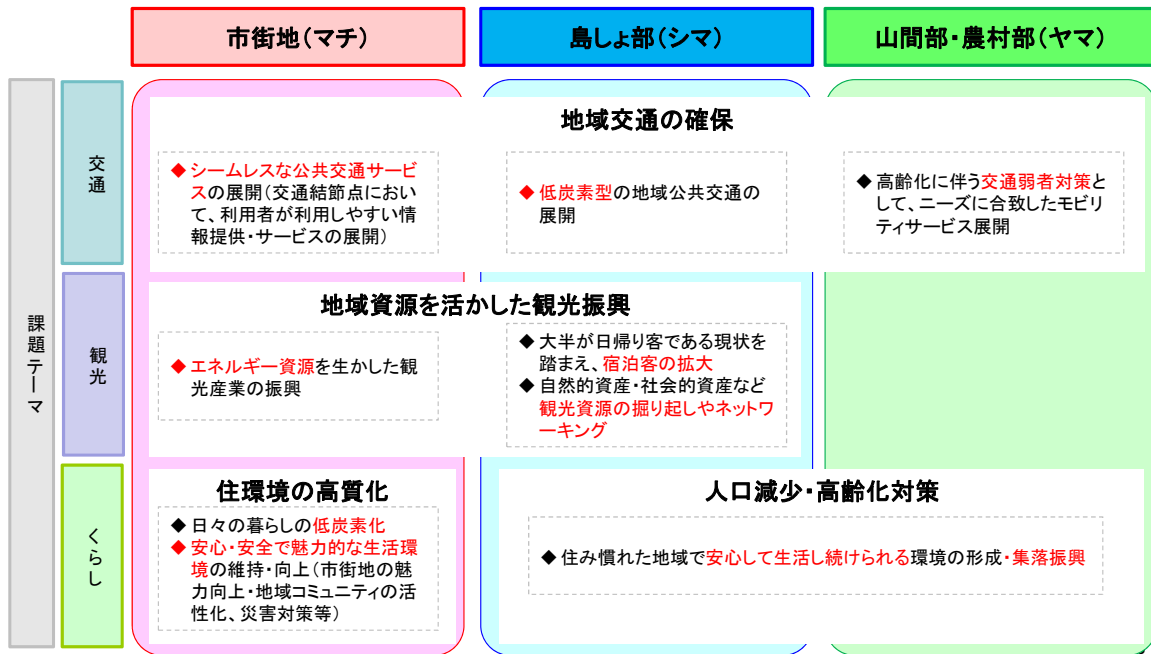 市街地(マチ)
島しょ部(シマ)
山間部・農村部(ヤマ)
課題テーマ
交通
地域交通の確保
◆シームレスな公共交通サービ
スの展開(交通結節点におい
て、利用者が利用しやすい情
報提供・サービスの展開)
◆低炭素型の地域公共交通の
展開
◆高齢化に伴う交通弱者対策と
して、ニーズに合致したモビリ
ティサービス展開
観光
地域資源を活かした観光振興
◆エネルギー資源を生かした観
光産業の振興
◆大半が日帰り客である現状を
踏まえ、宿泊客の拡大
◆自然的資産・社会的資産など
観光資源の掘り起しやネットワ
ーキング
くらし
住環境の高質化
◆日々の暮らしの低炭素化
◆安心・安全で魅力的な生活環
境の維持・向上(市街地の魅
力向上・地域コミュニティの活
性化、災害対策等)
人口減少・高齢化対策
◆住み慣れた地域で安心して生活し続けられる環境の形成・集落振興